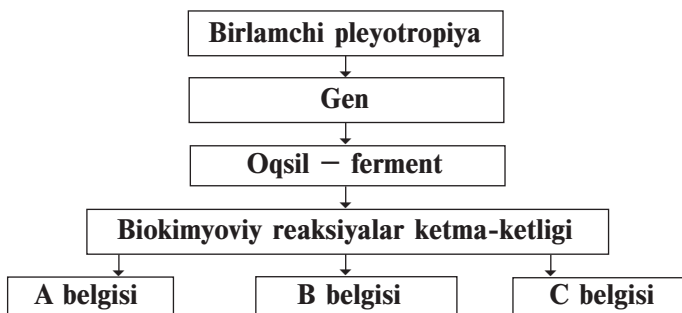 Birlamchi pleyotropiya
Gen
Oqsil − ferment
Biokimyoviy reaksiyalar ketma-ketligi
A belgisi B belgisi C belgisi